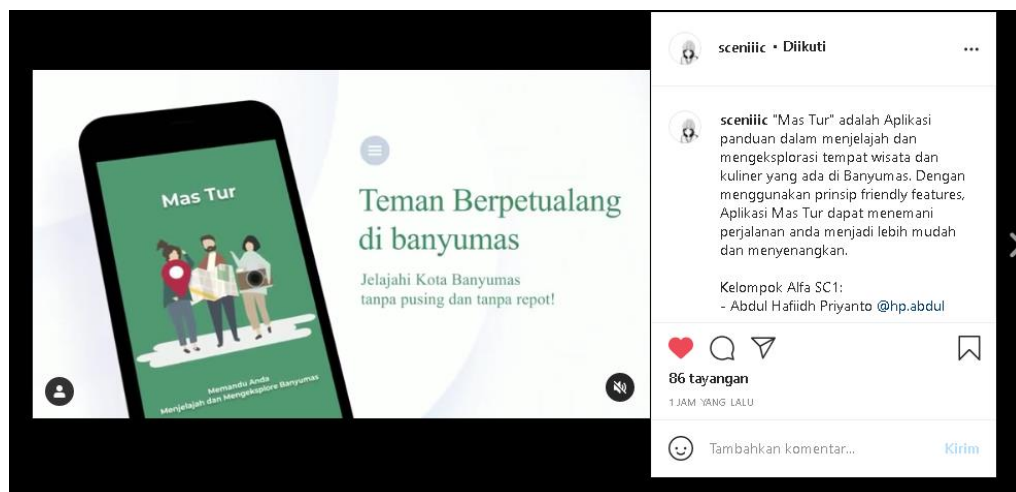 Mas Tur
Memandu Anda
Menjelajah dan Mengeksplore Banyumas
Teman Berpetualang
di banyumas
Jelajahi Kota Banyumas
tanpa pusing dan tanpa repot!
sceniiic • Diikuti
sceniiic "Mas Tur" adalah Aplikasi
panduan dalam menjelajah dan
mengeksplorasi tempat wisata dan
kuliner yang ada di Banyumas. Dengan
menggunakan prinsip friendly features,
Aplikasi Mas Tur dapat menemani
perjalanan anda menjadi lebih mudah
dan menyenangkan.
Kelompok Alfa SC1:
- Abdul Hafiidh Priyanto @hp.abdul
86 tayangan
1 JAM YANG LALU
Tambahkan komentar...
Kirim